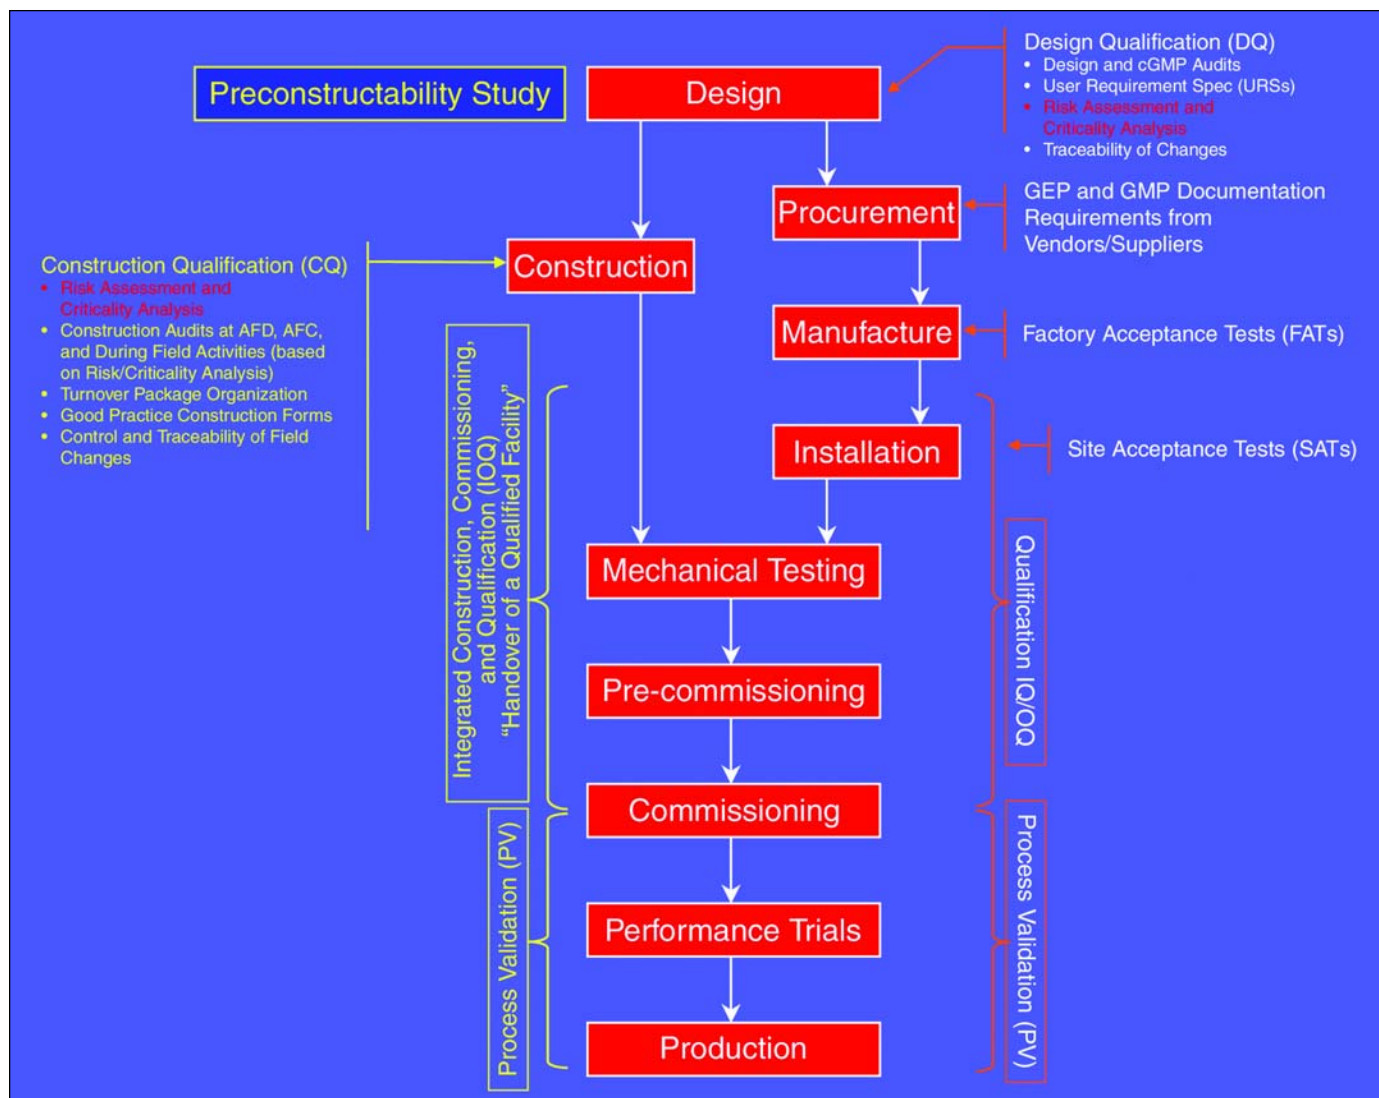 Preconstructability Study
Design
Design Qualification (DQ)
• Design and cGMP Audits
• User Requirement Spec (URSs)
• Risk Assessment and
Criticality Analysis
• Traceability of Changes
Procurement
GEP and GMP Documentation
Requirements from
Vendors/Suppliers
Construction Qualification (CQ)
• Risk Assessment and
Criticality Analysis
• Construction Audits at AFD, AFC,
and During Field Activities (based
on Risk/Criticality Analysis)
• Turnover Package Organization
• Good Practice Construction Forms
• Control and Traceability of Field
Changes
Construction
Manufacture
Factory Acceptance Tests (FATs)
Installation
Site Acceptance Tests (SATs)
Integrated Construction, Commissioning,
and Qualification (IOQ)
“Handover of a Qualified Facility”
Mechanical Testing
Qualification IQ/OQ
Pre-commissioning
Commissioning
Process Validation (PV)
Process Validation (PV)
Performance Trials
Production